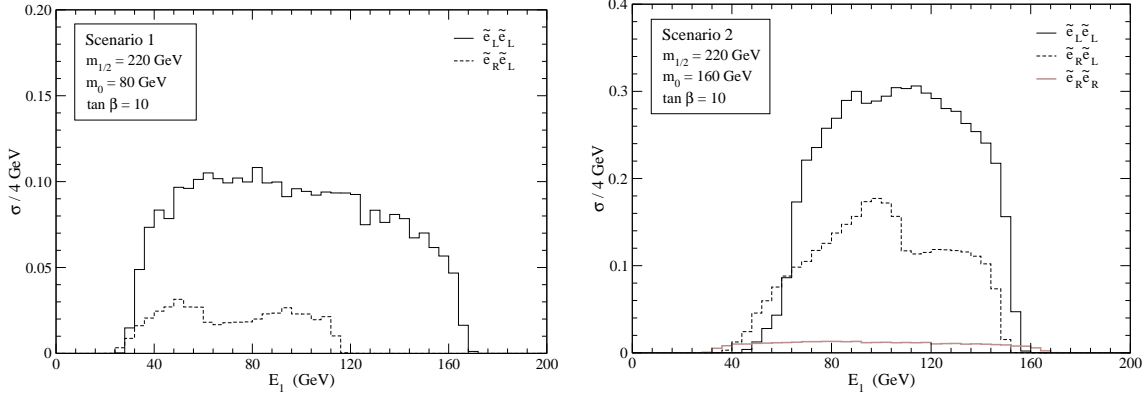 0.20
0.15
0.10
0.05
0
σ / 4 GeV
Scenario 1
m1/2 = 220 GeV
m0 = 80 GeV
tan β = 10
ẽLẽL
ẽRẽL
0 40 80 120 160 200
E1 (GeV)
0.4
0.3
0.2
0.1
0
σ / 4 GeV
Scenario 2
m1/2 = 220 GeV
m0 = 160 GeV
tan β = 10
ẽLẽL
ẽRẽL
ẽRẽR
0 40 80 120 160 200
E1 (GeV)